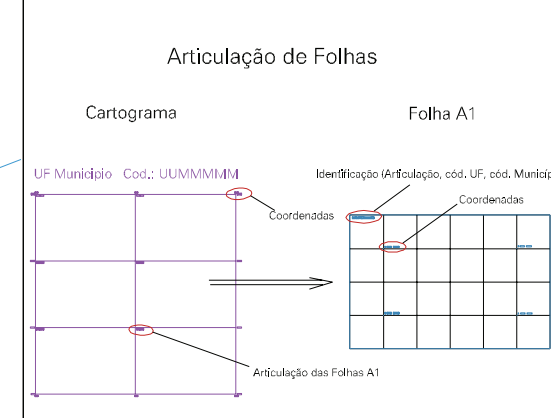 Articulação de Folhas
Cartograma
Folha A1
UF Municipio Cod.: UUMMMMM
Identificação (Articulação, cód. UF, cód. Municíp
Coordenadas
Coordenadas
Articulação das Folhas A1